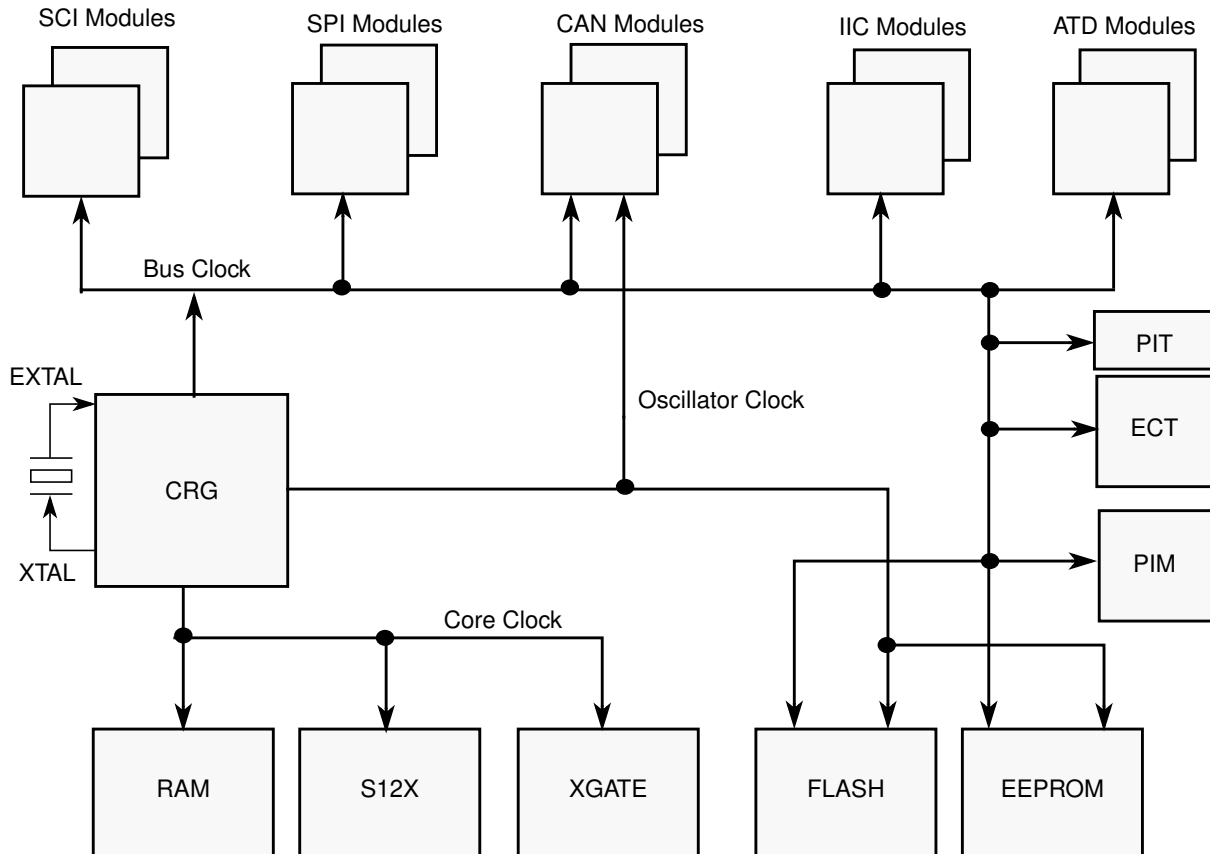 SCI Modules
SPI Modules
CAN Modules
IIC Modules
ATD Modules
Bus Clock
PIT
EXTAL
Oscillator Clock
ECT
CRG
XTAL
PIM
Core Clock
RAM
S12X
XGATE
FLASH
EEPROM